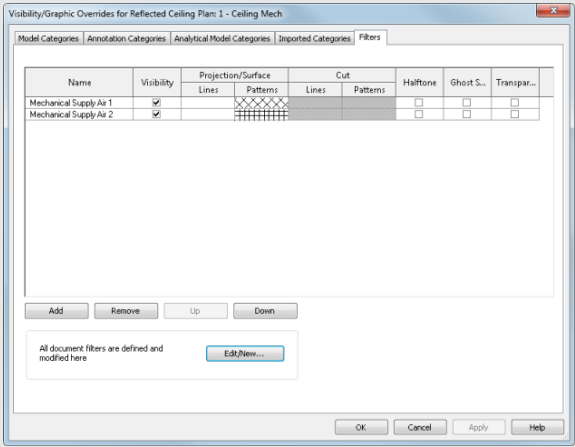 Visibility/Graphic Overrides for Reflected Ceiling Plan: 1 - Ceiling Mech
Model Categories Annotation Categories Analytical Model Categories Imported Categories Filters
Name Visibility Projection/Surface Cut Halftone Ghost S... Transpar...
Lines Patterns Lines Patterns
Mechanical Supply Air 1
Mechanical Supply Air 2
Add Remove Up Down
All document filters are defined and
modified here
Edit/New...
OK Cancel Apply Help